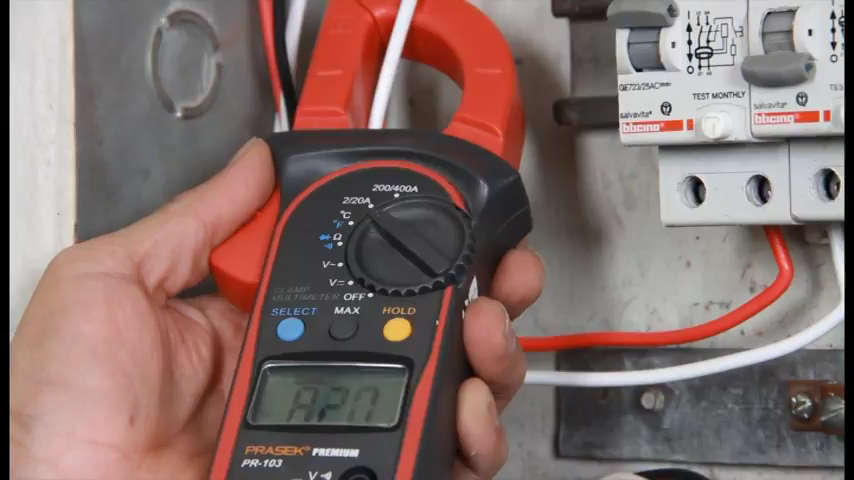 GE723/25AC
TEST MONTHLY
salvavita
bticino
salvavita
bticino
200/400A
2/20A
°C
°F
Ω
V~
V=
OFF
CLAMP
MULTIMETER
SELECT MAX HOLD
APO
PRASEK PREMIUM
PR-103
V